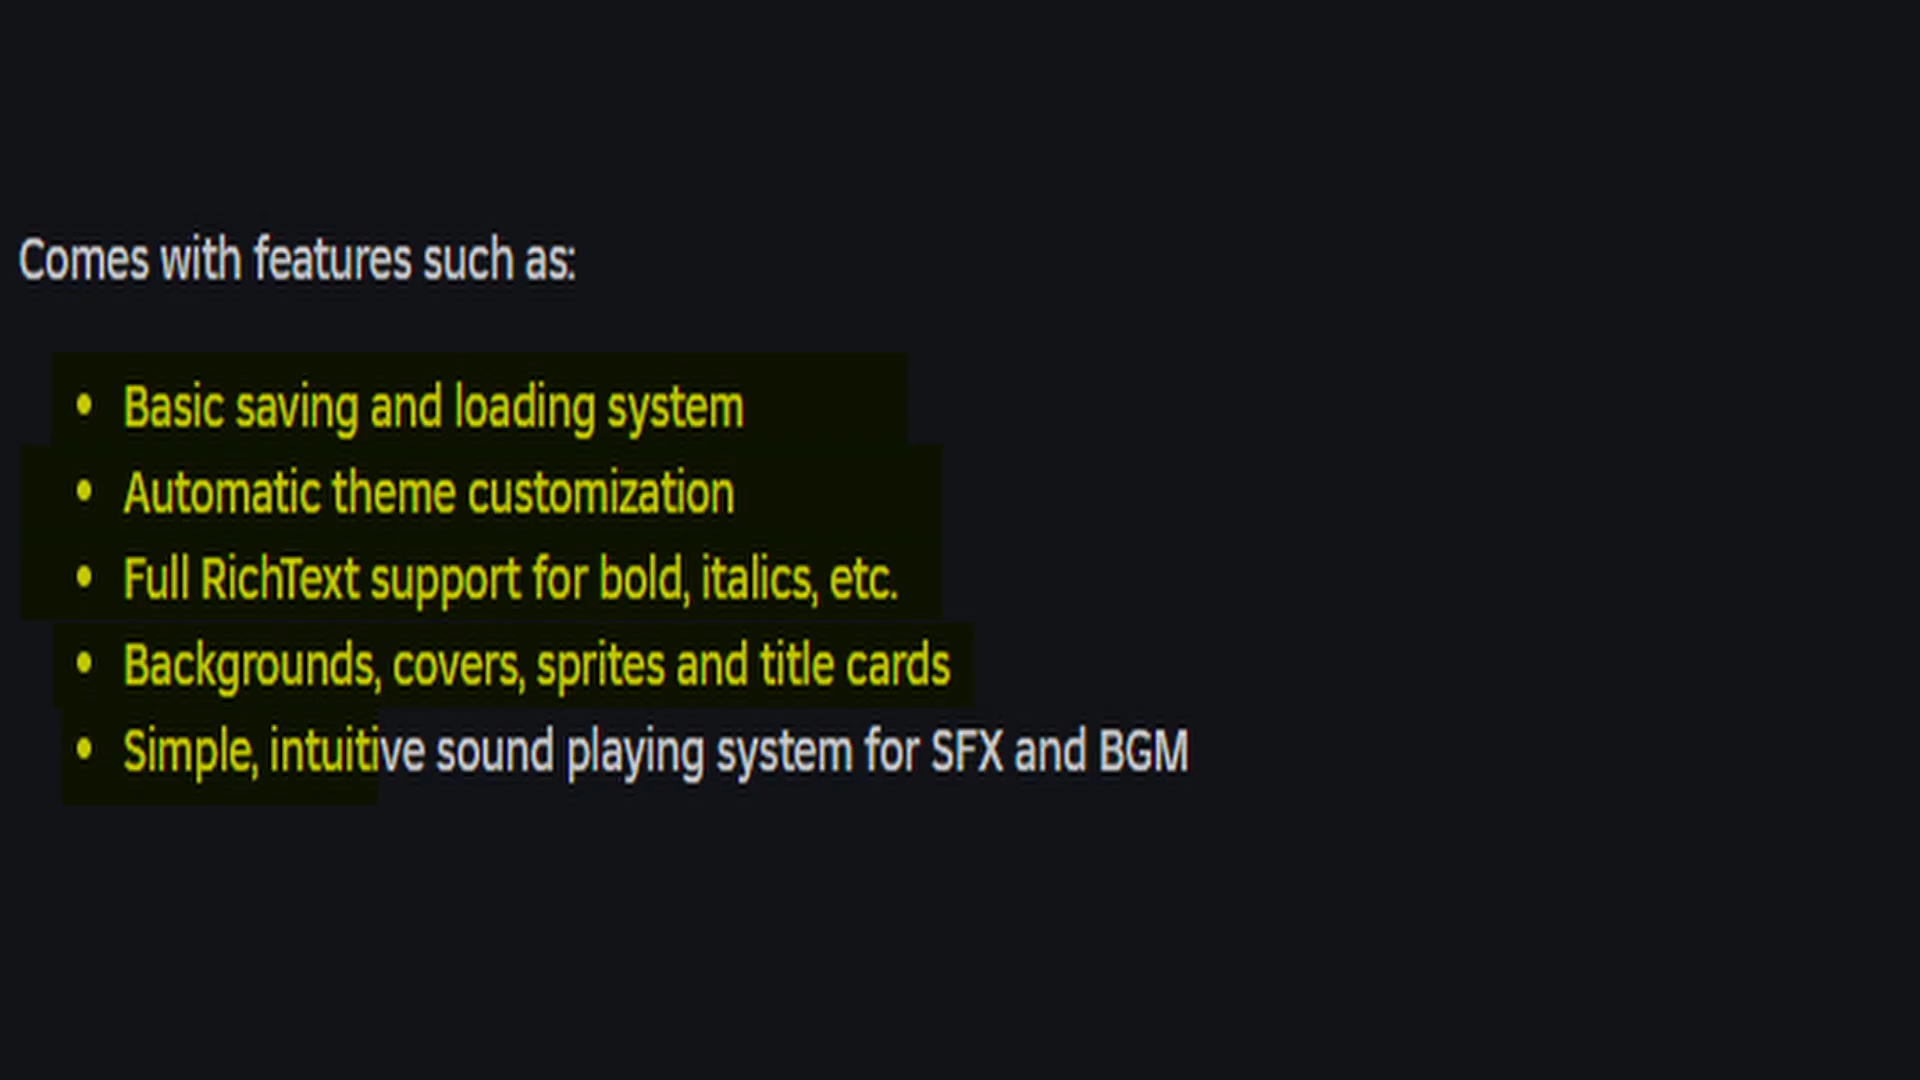 Comes with features such as:
• Basic saving and loading system
• Automatic theme customization
• Full RichText support for bold, italics, etc.
• Backgrounds, covers, sprites and title cards
• Simple, intuitive sound playing system for SFX and BGM